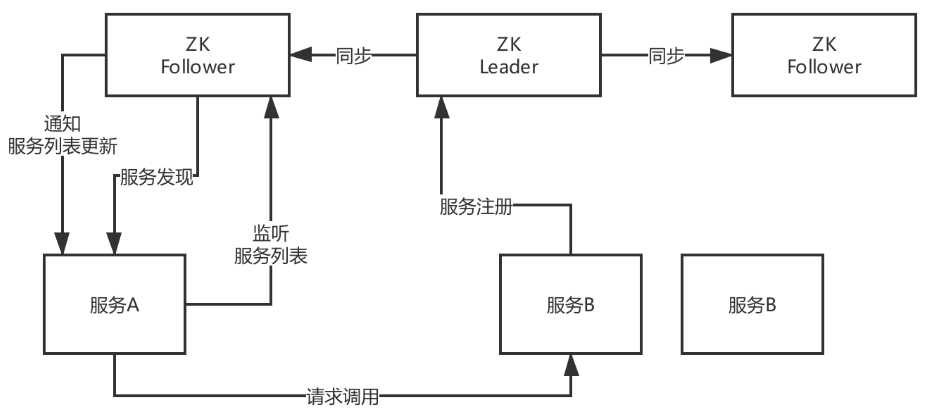 ZK
Follower
同步
ZK
Leader
同步
ZK
Follower
通知
服务列表更新
服务发现
服务注册
监听
服务列表
服务A
服务B
服务B
请求调用